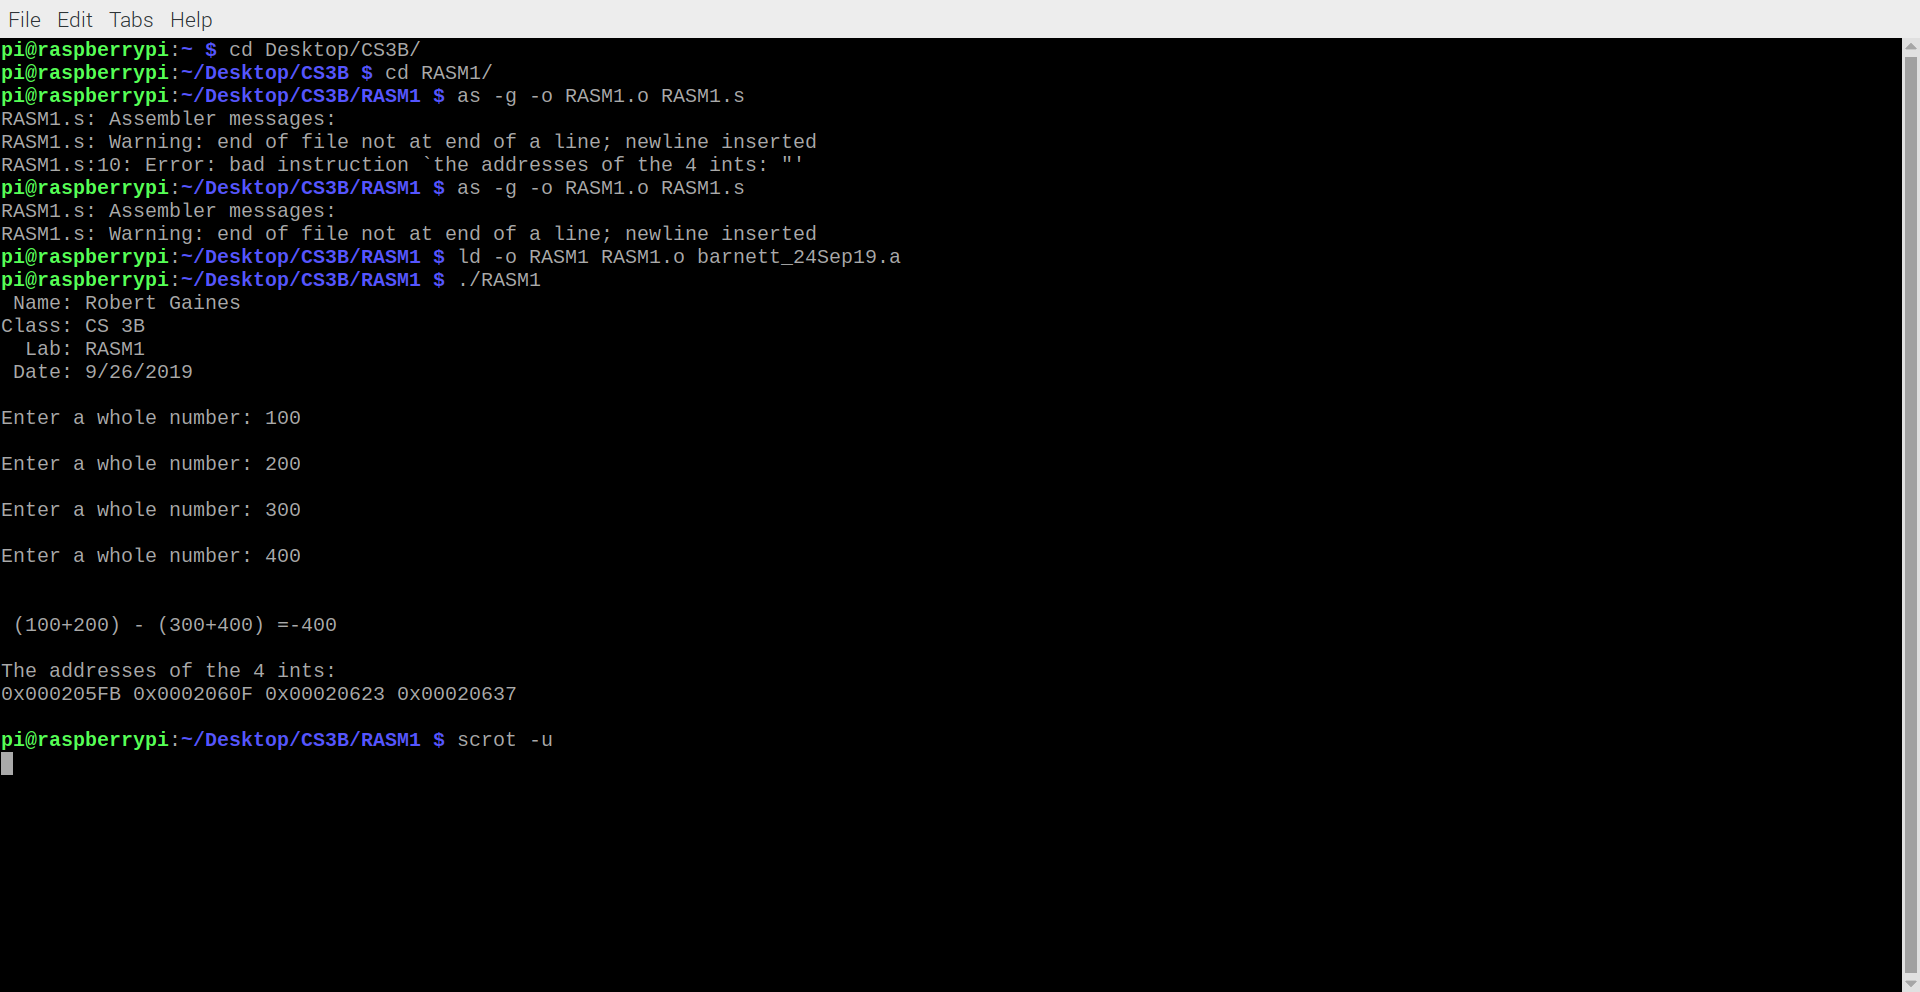 File Edit Tabs Help
pi@raspberrypi:~ $ cd Desktop/CS3B/
pi@raspberrypi:~/Desktop/CS3B $ cd RASM1/
pi@raspberrypi:~/Desktop/CS3B/RASM1 $ as -g -o RASM1.o RASM1.s
RASM1.s: Assembler messages:
RASM1.s: Warning: end of file not at end of a line; newline inserted
RASM1.s:10: Error: bad instruction `the addresses of the 4 ints: "'
pi@raspberrypi:~/Desktop/CS3B/RASM1 $ as -g -o RASM1.o RASM1.s
RASM1.s: Assembler messages:
RASM1.s: Warning: end of file not at end of a line; newline inserted
pi@raspberrypi:~/Desktop/CS3B/RASM1 $ ld -o RASM1 RASM1.o barnett_24Sep19.a
pi@raspberrypi:~/Desktop/CS3B/RASM1 $ ./RASM1
 Name: Robert Gaines
Class: CS 3B
  Lab: RASM1
 Date: 9/26/2019

Enter a whole number: 100

Enter a whole number: 200

Enter a whole number: 300

Enter a whole number: 400


 (100+200) - (300+400) =-400

The addresses of the 4 ints:
0x000205FB 0x0002060F 0x00020623 0x00020637

pi@raspberrypi:~/Desktop/CS3B/RASM1 $ scrot -u